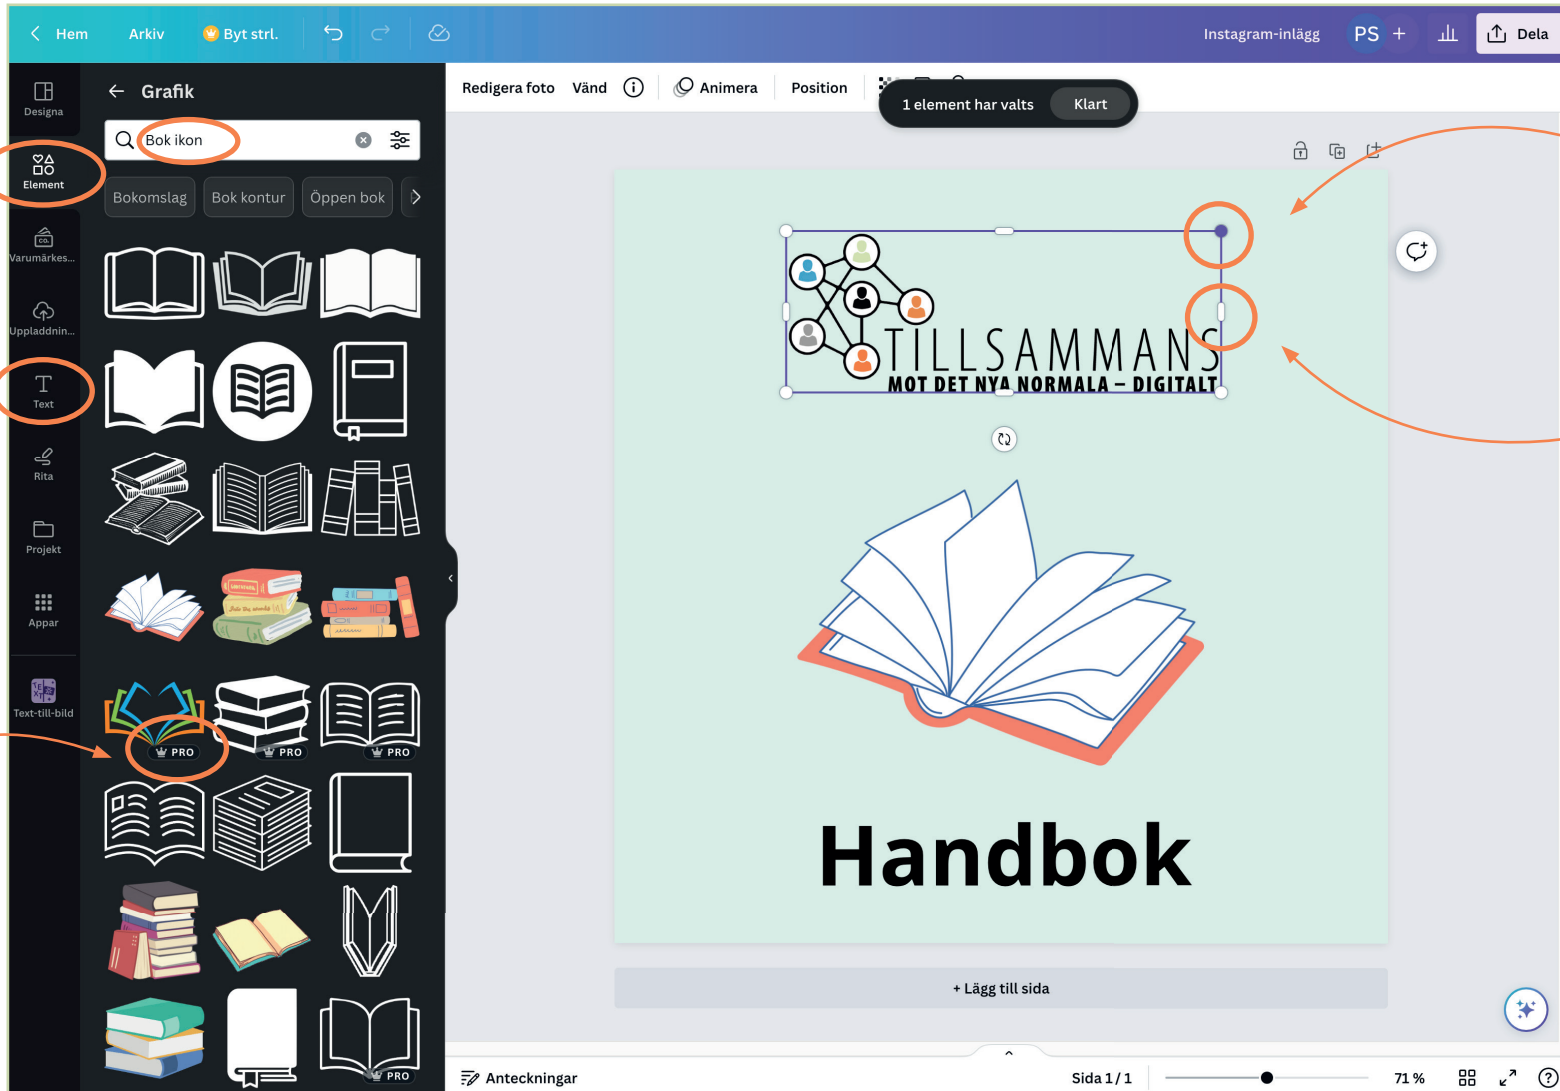 Hem
Arkiv
Byt strl.
Instagram-inlägg
PS
+
Dela
Designa
Element
Varumärkes...
CO.
Uppladdnin...
Text
Rita
Projekt
Appar
Text-till-bild
Grafik
Bok ikon
Bokomslag
Bok kontur
Öppen bok
PRO
PRO
PRO
PRO
Redigera foto
Vänd
Animera
Position
1 element har valts
Klart
TILLSAMMANS
MOT DET NYA NORMALA – DIGITALT
Handbok
+ Lägg till sida
Anteckningar
Sida 1 / 1
71 %